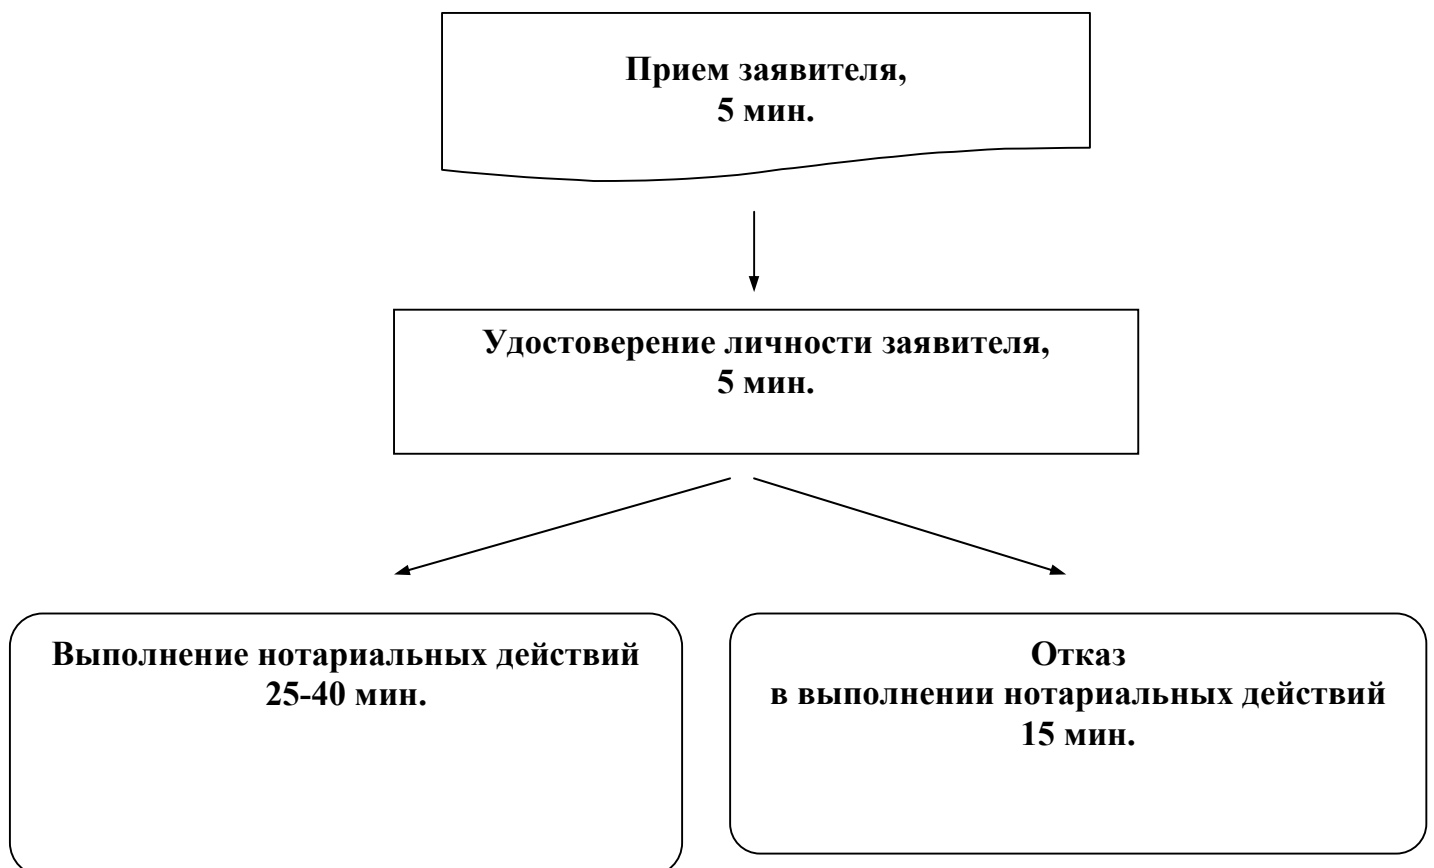 Прием заявителя,
5 мин.
Удостоверение личности заявителя,
5 мин.
Выполнение нотариальных действий
25-40 мин.
Отказ
в выполнении нотариальных действий
15 мин.